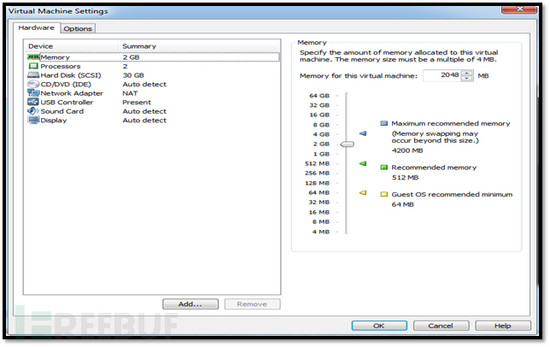 Virtual Machine Settings
Hardware Options
Device Summary
Memory 2 GB
Processors 2
Hard Disk (SCSI) 30 GB
CD/DVD (IDE) Auto detect
Network Adapter NAT
USB Controller Present
Sound Card Auto detect
Display Auto detect
Add... Remove
Memory
Specify the amount of memory allocated to this virtual
machine. The memory size must be a multiple of 4 MB.
Memory for this virtual machine: 2048 MB
64 GB
32 GB
16 GB
8 GB
4 GB
2 GB
1 GB
512 MB
256 MB
128 MB
64 MB
32 MB
16 MB
8 MB
4 MB
Maximum recommended memory
(Memory swapping may
occur beyond this size.)
4200 MB
Recommended memory
512 MB
Guest OS recommended minimum
64 MB
OK Cancel Help
REEBUF